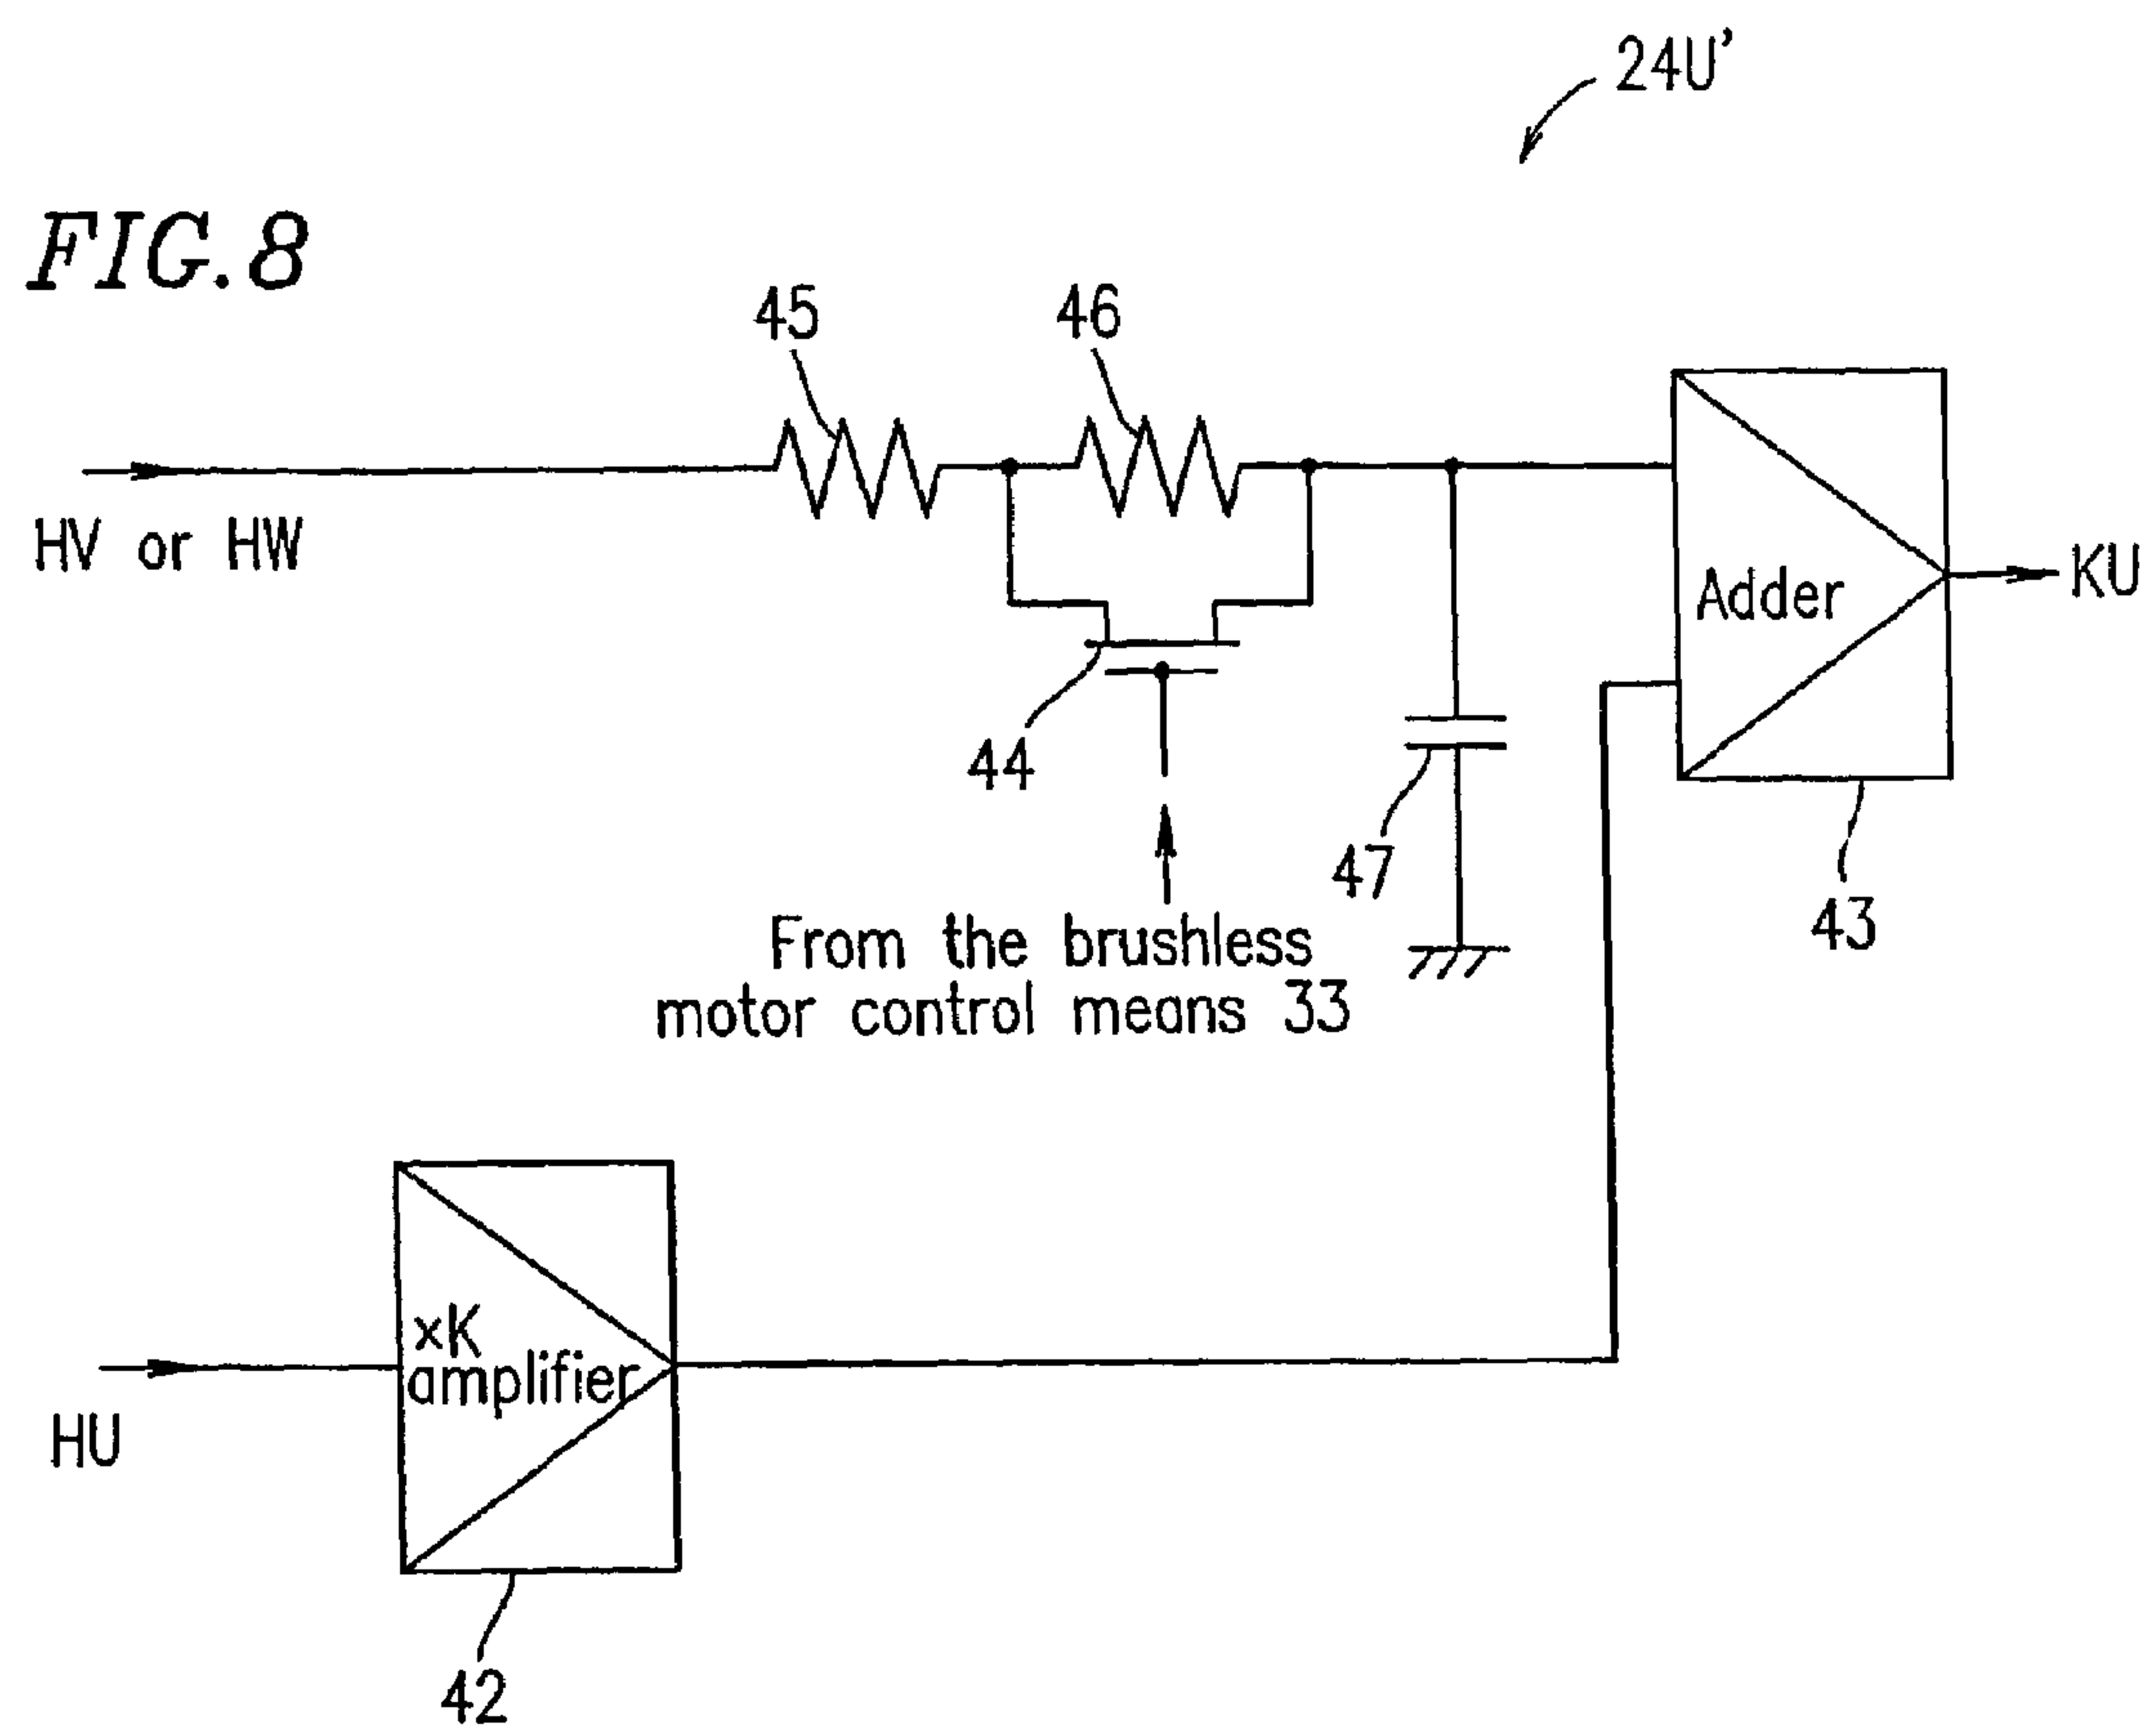 24U'
FIG.8
45
46
HV or HW
Adder
KU
44
47
43
From the brushless
motor control means 33
xK
amplifier
HU
42